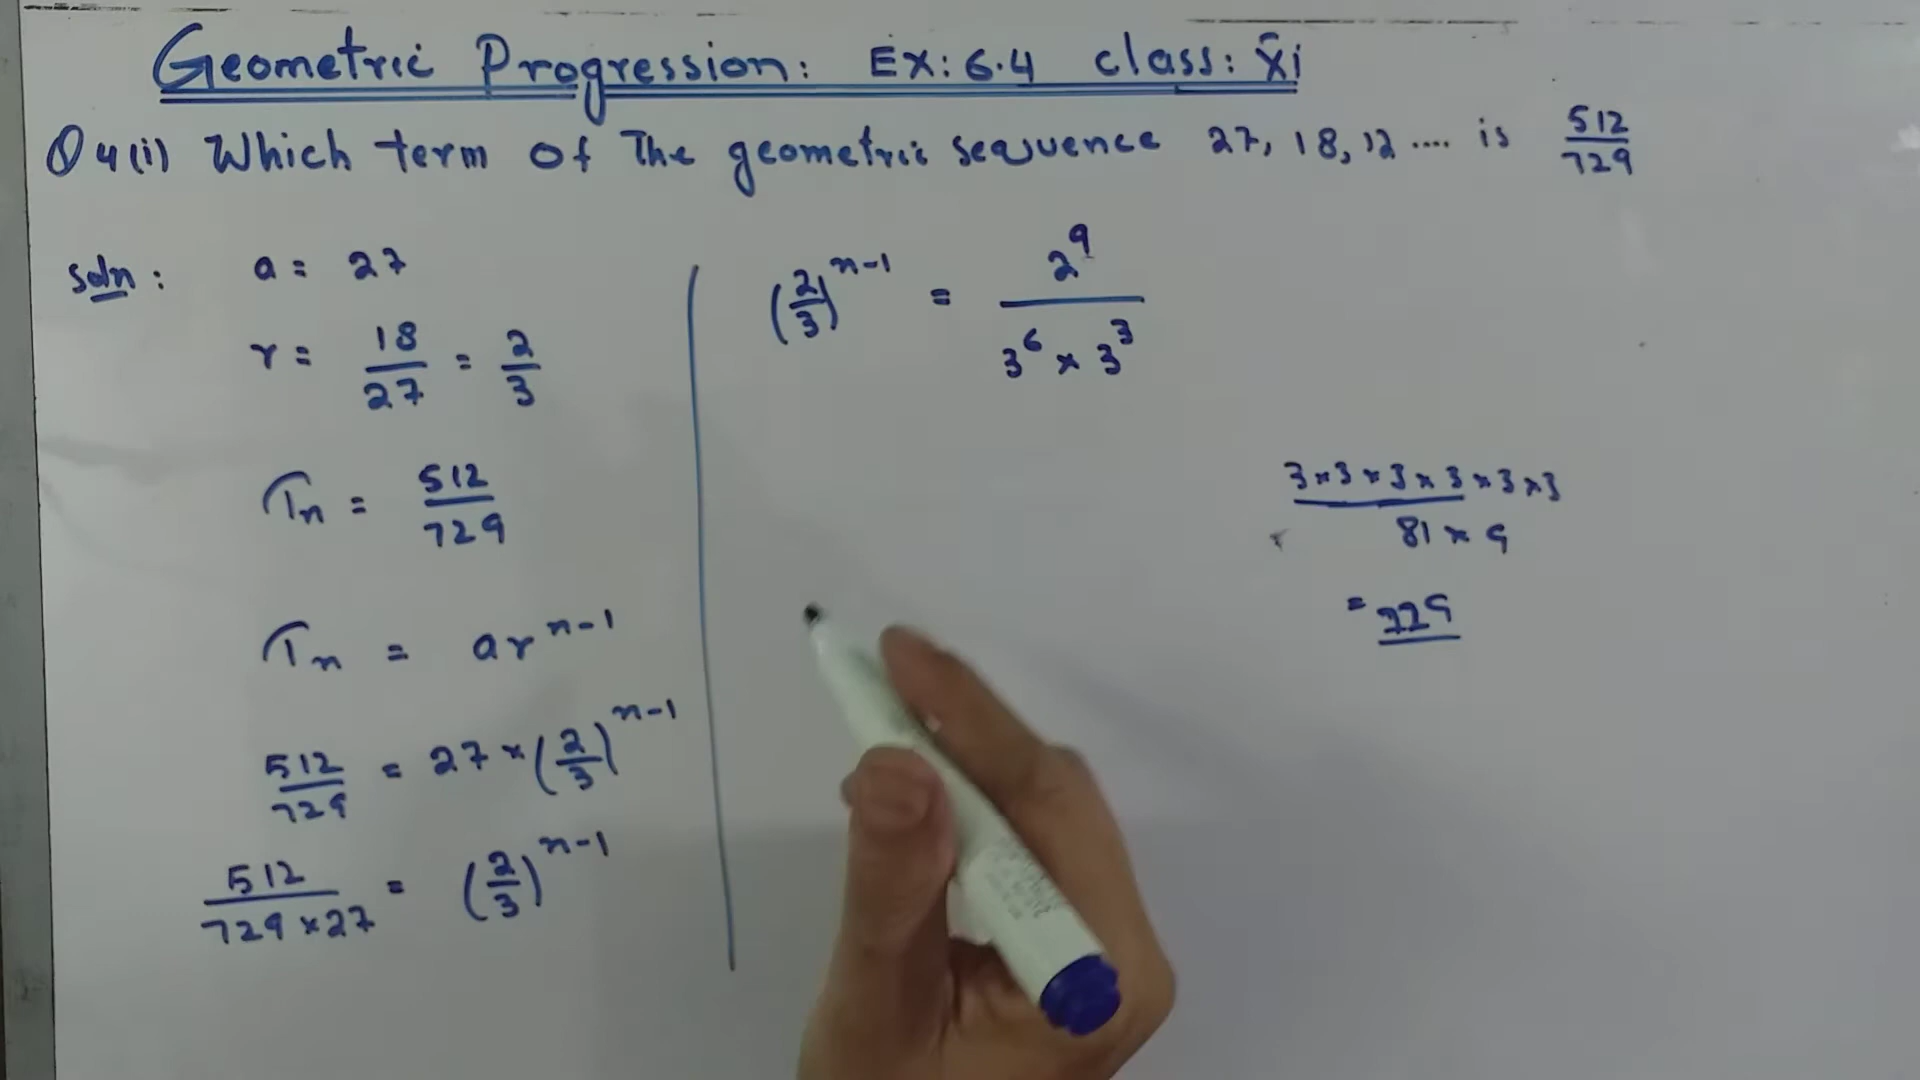 Geometric Progression: EX: 6.4 class: XI
Q 4(i) Which term of The geometric sequence 27, 18, 12 .... is 512/729
soln: a = 27
r = 18/27 = 2/3
Tn = 512/729
Tn = ar^(n-1)
512/729 = 27 × (2/3)^(n-1)
512/(729×27) = (2/3)^(n-1)
(2/3)^(n-1) = 2^9/(3^6 × 3^3)
3×3×3×3×3×3
81 × 9
= 729